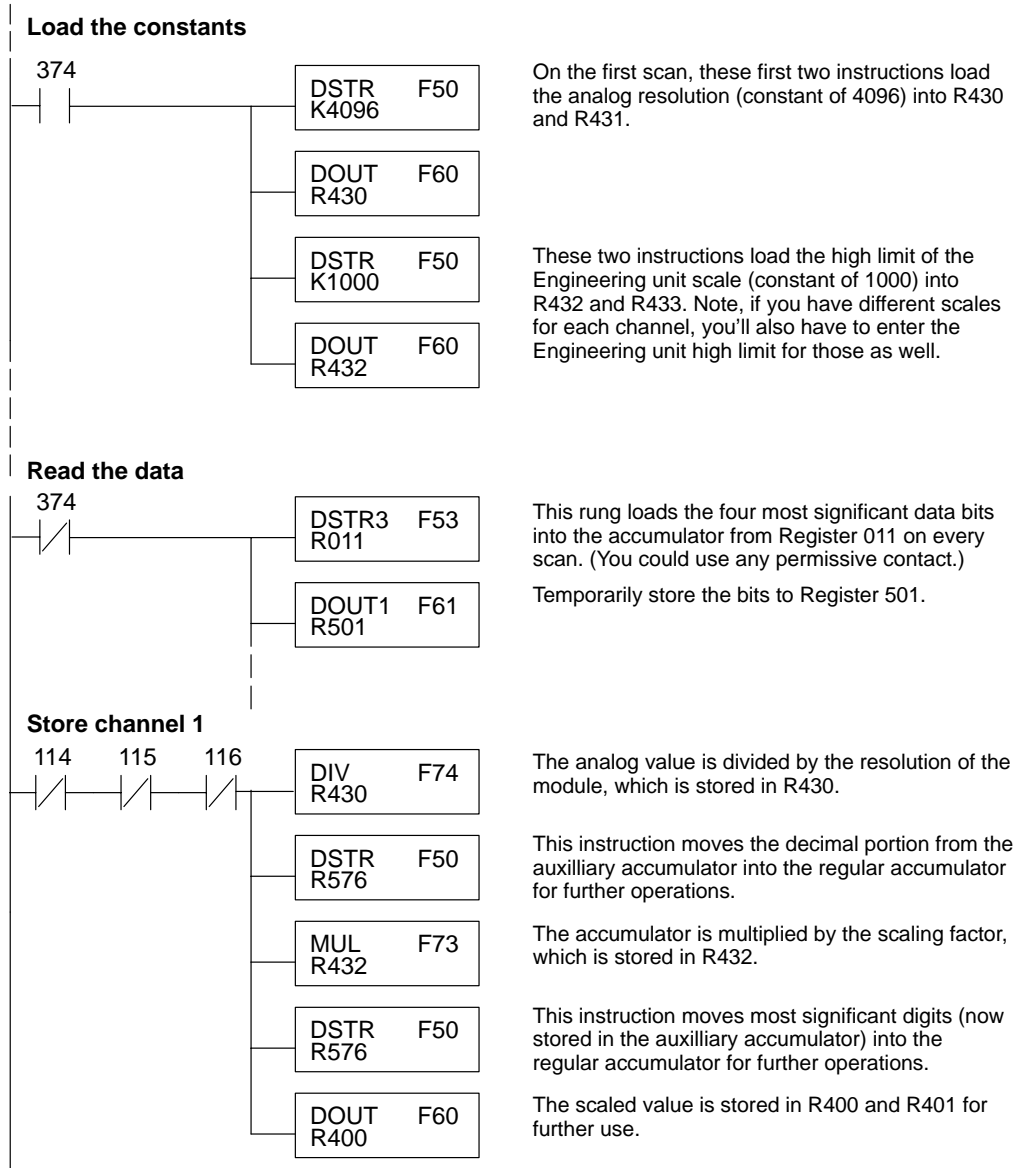 Load the constants
374
DSTR F50
K4096
On the first scan, these first two instructions load
the analog resolution (constant of 4096) into R430
and R431.
DOUT F60
R430
DSTR F50
K1000
These two instructions load the high limit of the
Engineering unit scale (constant of 1000) into
R432 and R433. Note, if you have different scales
for each channel, you’ll also have to enter the
Engineering unit high limit for those as well.
DOUT F60
R432
Read the data
374
DSTR3 F53
R011
This rung loads the four most significant data bits
into the accumulator from Register 011 on every
scan. (You could use any permissive contact.)
DOUT1 F61
R501
Temporarily store the bits to Register 501.
Store channel 1
114 115 116
DIV F74
R430
The analog value is divided by the resolution of the
module, which is stored in R430.
DSTR F50
R576
This instruction moves the decimal portion from the
auxilliary accumulator into the regular accumulator
for further operations.
MUL F73
R432
The accumulator is multiplied by the scaling factor,
which is stored in R432.
DSTR F50
R576
This instruction moves most significant digits (now
stored in the auxilliary accumulator) into the
regular accumulator for further operations.
DOUT F60
R400
The scaled value is stored in R400 and R401 for
further use.